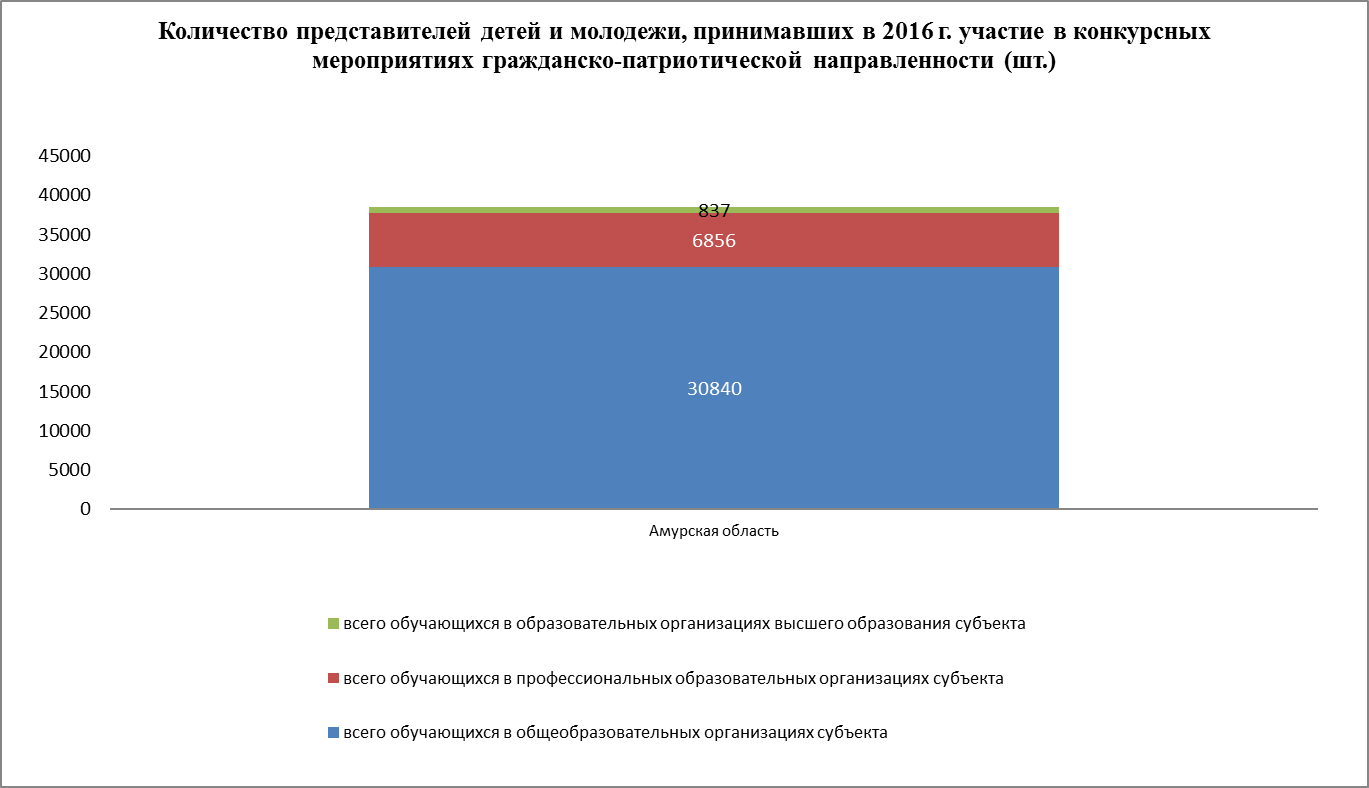 Количество представителей детей и молодежи, принимавших в 2016 г. участие в конкурсных
мероприятиях гражданско-патриотической направленности (шт.)
45000
40000
35000
30000
25000
20000
15000
10000
5000
0
837
6856
30840
Амурская область
всего обучающихся в образовательных организациях высшего образования субъекта
всего обучающихся в профессиональных образовательных организациях субъекта
всего обучающихся в общеобразовательных организациях субъекта